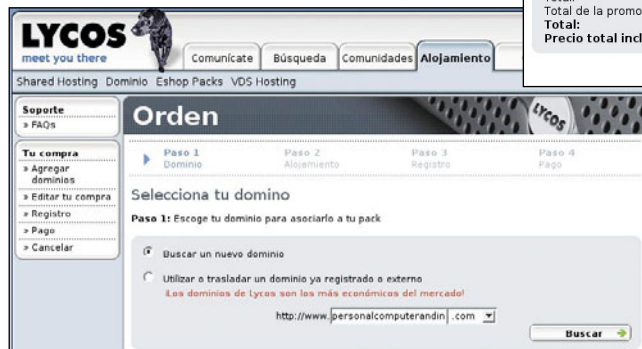 Total de la promo
Total:
Precio total incl
LYCOS
meet you there
Comunícate Búsqueda Comunidades Alojamiento
Shared Hosting Dominio Eshop Packs VDS Hosting
Soporte
» FAQs
Tu compra
» Agregar
dominios
» Editar tu compra
» Registro
» Pago
» Cancelar
Orden
LYCOS
Paso 1
Dominio
Paso 2
Alojamiento
Paso 3
Registro
Paso 4
Pago
Selecciona tu domino
Paso 1: Escoge tu dominio para asociarlo a tu pack
Buscar un nuevo dominio
Utilizar o trasladar un dominio ya registrado o externo
¡Los dominios de Lycos son los más económicos del mercado!
http://www. personalcomputerandin .com
Buscar